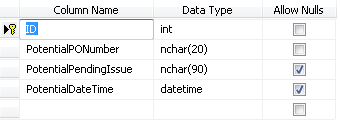 Column Name Data Type Allow Nulls
ID int
PotentialPONumber nchar(20)
PotentialPendingIssue nchar(90)
PotentialDateTime datetime